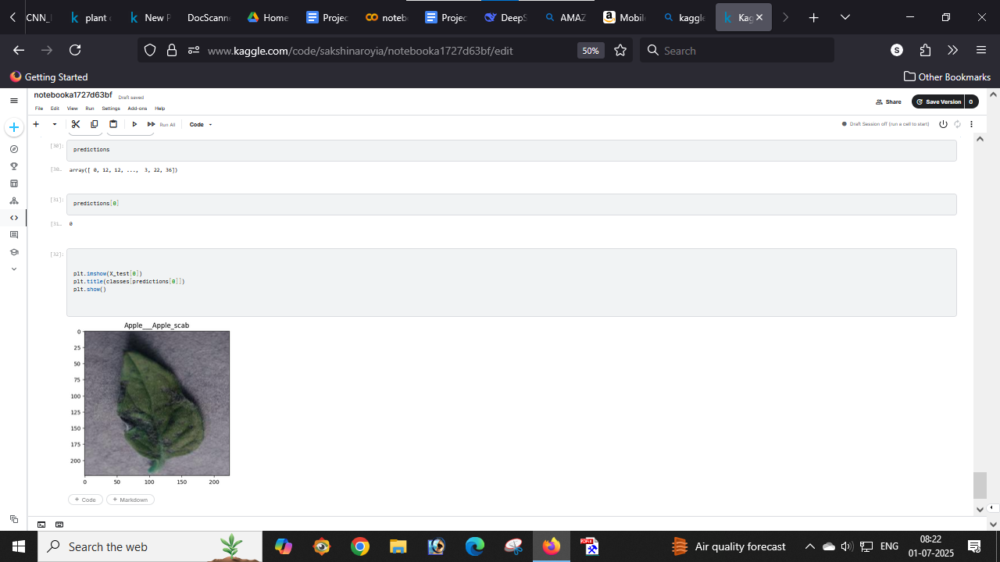 CNN_
plant
New P
DocScann
Home
Projec
noteb
Projec
DeepS
AMAZ
Mobil
kaggle
Kag
www.kaggle.com/code/sakshinaroyia/notebooka1727d63bf/edit
50%
Search
S
Getting Started
Other Bookmarks
notebooka1727d63bf
Draft saved
File Edit View Run Settings Add-ons Help
Share
Save Version
0
Run All
Code
Draft Session off (run a cell to start)
[30]:
predictions
[30…
array([ 0, 12, 12, ..., 3, 22, 36])
[31]:
predictions[0]
[31…
0
[32]:
plt.imshow(X_test[0])
plt.title(classes[predictions[0]])
plt.show()
Apple___Apple_scab
0
25
50
75
100
125
150
175
200
0 50 100 150 200
+ Code
+ Markdown
Search the web
Air quality forecast
ENG
01-07-2025